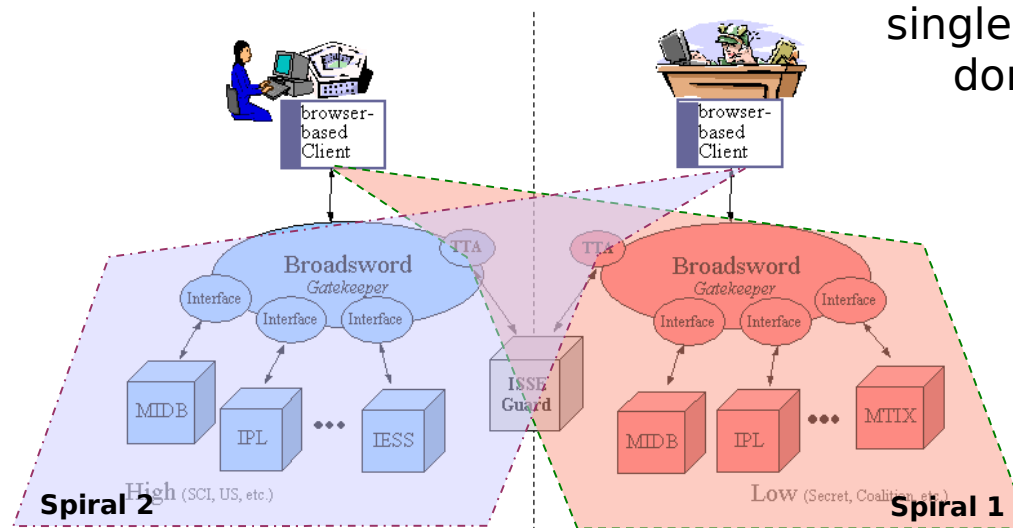 single
browser-
based
Client
browser-
based
Client
TTA
TTA
Broadsword
Gatekeeper
Broadsword
Gatekeeper
Interface
Interface
Interface
Interface
Interface
Interface
ISSE
Guard
MIDB
IPL
•••
IESS
MIDB
IPL
•••
MTIX
High (SCI, US, etc.)
Spiral 2
Low (Secret, Coalition, etc.)
Spiral 1